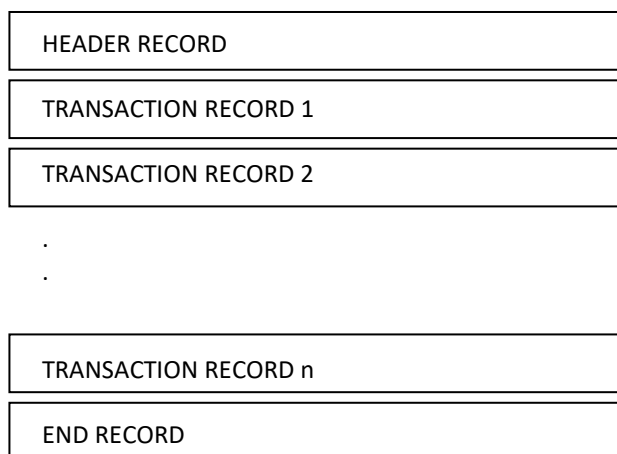 HEADER RECORD
TRANSACTION RECORD 1
TRANSACTION RECORD 2
.
.
TRANSACTION RECORD n
END RECORD